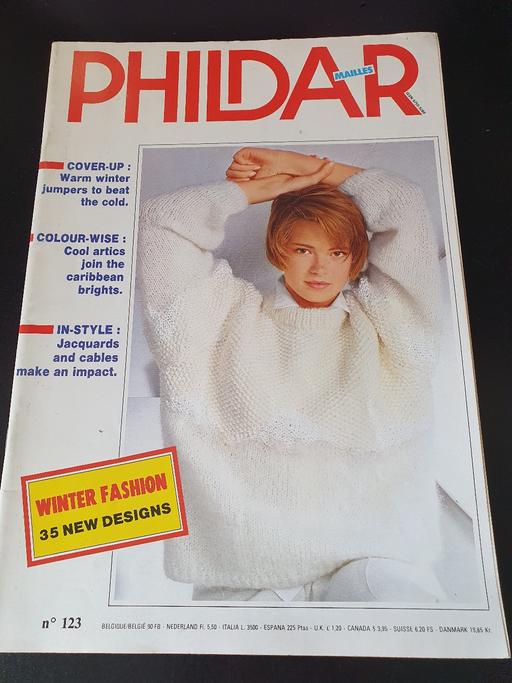 PHILDAR
MAILLES
COVER-UP :
Warm winter
jumpers to beat
the cold.
COLOUR-WISE :
Cool artics
join the
caribbean
brights.
IN-STYLE :
Jacquards
and cables
make an impact.
WINTER FASHION
35 NEW DESIGNS
n° 123
BELGIQUE/BELGIË 90 FB - NEDERLAND Fl. 5,50 - ITALIA L. 3500 - ESPANA 225 Ptas - U.K. £ 1,20 - CANADA $ 3,95 - SUISSE 6.20 FS - DANMARK 19,85 Kr.